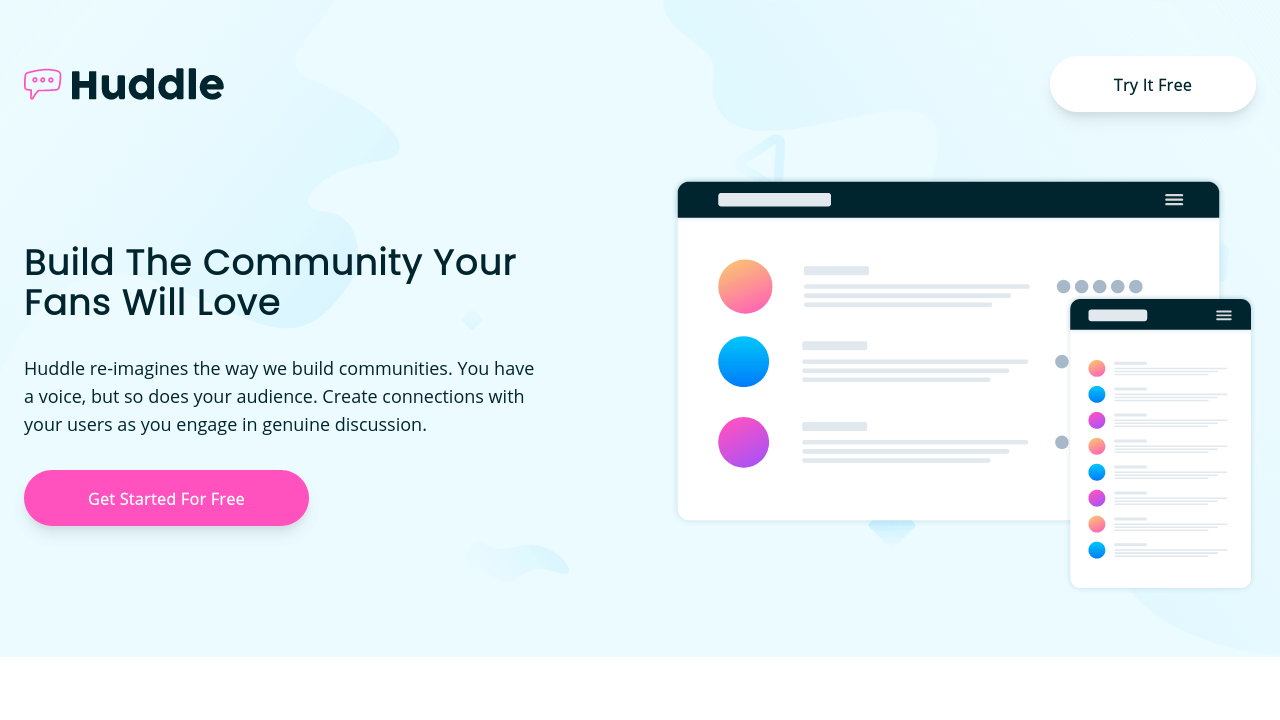 Huddle
Try It Free
Build The Community Your
Fans Will Love
Huddle re-imagines the way we build communities. You have
a voice, but so does your audience. Create connections with
your users as you engage in genuine discussion.
Get Started For Free